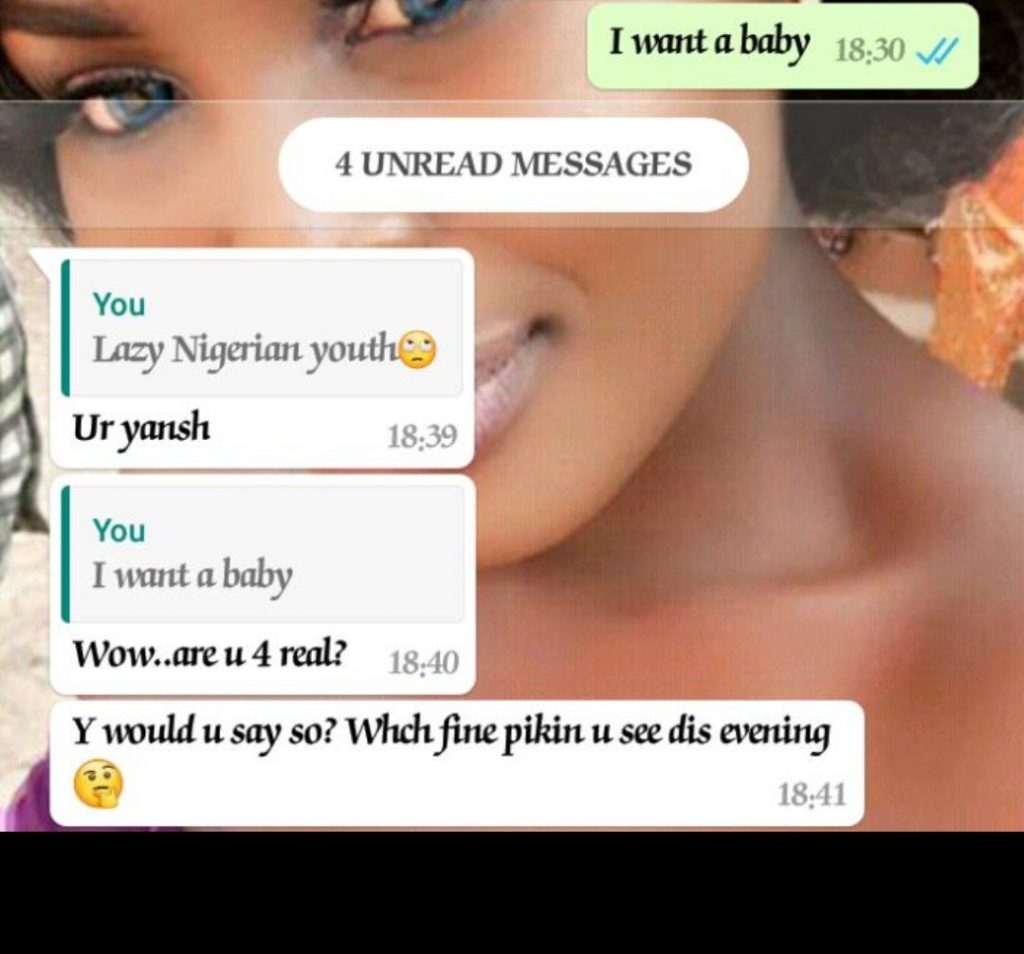 I want a baby 18:30
4 UNREAD MESSAGES
You
Lazy Nigerian youth🙄
Ur yansh 18:39
You
I want a baby
Wow..are u 4 real? 18:40
Y would u say so? Whch fine pikin u see dis evening
🤔 18:41